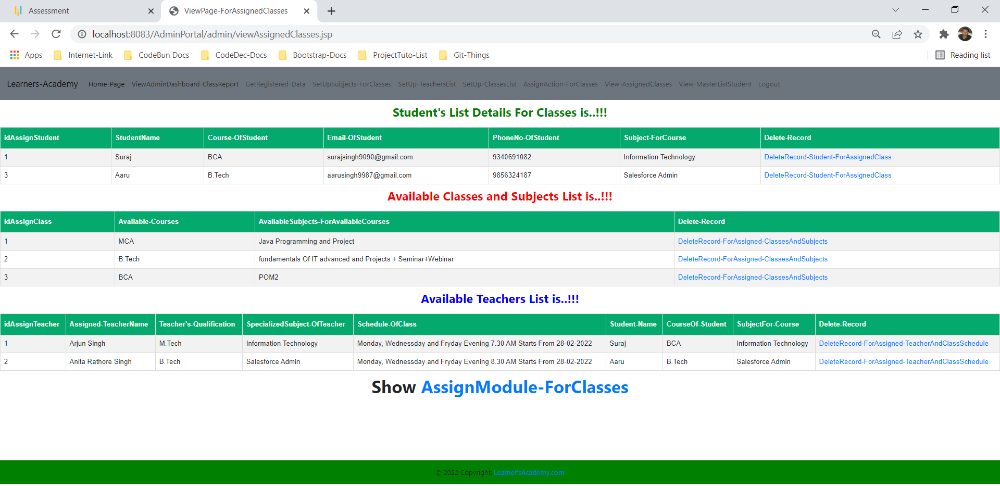 Assessment
ViewPage-ForAssignedClasses
localhost:8083/AdminPortal/admin/viewAssignedClasses.jsp
Apps Internet-Link CodeBun Docs CodeDec-Docs Bootstrap-Docs ProjectTuto-List Git-Things Reading list
Learners-Academy Home-Page ViewAdminDashboard-ClassReport GetRegistered-Data SetUpSubjects-ForClasses SetUp-TeachersList SetUp-ClassesList AssignAction-ForClasses View-AssignedClasses View-MasterListStudent Logout
Student's List Details For Classes is..!!!
idAssignStudent StudentName Course-OfStudent Email-OfStudent PhoneNo-OfStudent Subject-ForCourse Delete-Record
1 Suraj BCA surajsingh9090@gmail.com 9340691082 Information Technology DeleteRecord-Student-ForAssignedClass
3 Aaru B.Tech aarusingh9987@gmail.com 9856324187 Salesforce Admin DeleteRecord-Student-ForAssignedClass
Available Classes and Subjects List is..!!!
idAssignClass Available-Courses AvailableSubjects-ForAvailableCourses Delete-Record
1 MCA Java Programming and Project DeleteRecord-ForAssigned-ClassesAndSubjects
2 B.Tech fundamentals Of IT advanced and Projects + Seminar+Webinar DeleteRecord-ForAssigned-ClassesAndSubjects
3 BCA POM2 DeleteRecord-ForAssigned-ClassesAndSubjects
Available Teachers List is..!!!
idAssignTeacher Assigned-TeacherName Teacher's-Qualification SpecializedSubject-OfTeacher Schedule-OfClass Student-Name CourseOf-Student SubjectFor-Course Delete-Record
1 Arjun Singh M.Tech Information Technology Monday, Wednessday and Fryday Evening 7.30 AM Starts From 28-02-2022 Suraj BCA Information Technology DeleteRecord-ForAssigned-TeacherAndClassSchedule
2 Anita Rathore Singh B.Tech Salesforce Admin Monday, Wednessday and Fryday Evening 8.30 AM Starts From 28-02-2022 Aaru B.Tech Salesforce Admin DeleteRecord-ForAssigned-TeacherAndClassSchedule
Show AssignModule-ForClasses
© 2022 Copyright: Learner'sAcademy.com